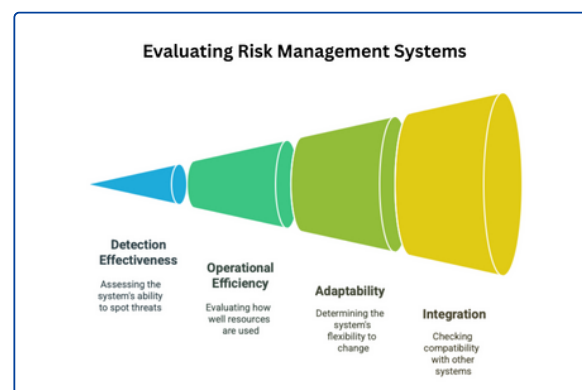 Evaluating Risk Management Systems
Detection
Effectiveness
Assessing the
system's ability
to spot threats
Operational
Efficiency
Evaluating how
well resources
are used
Adaptability
Determining the
system's
flexibility to
change
Integration
Checking
compatibility
with other
systems